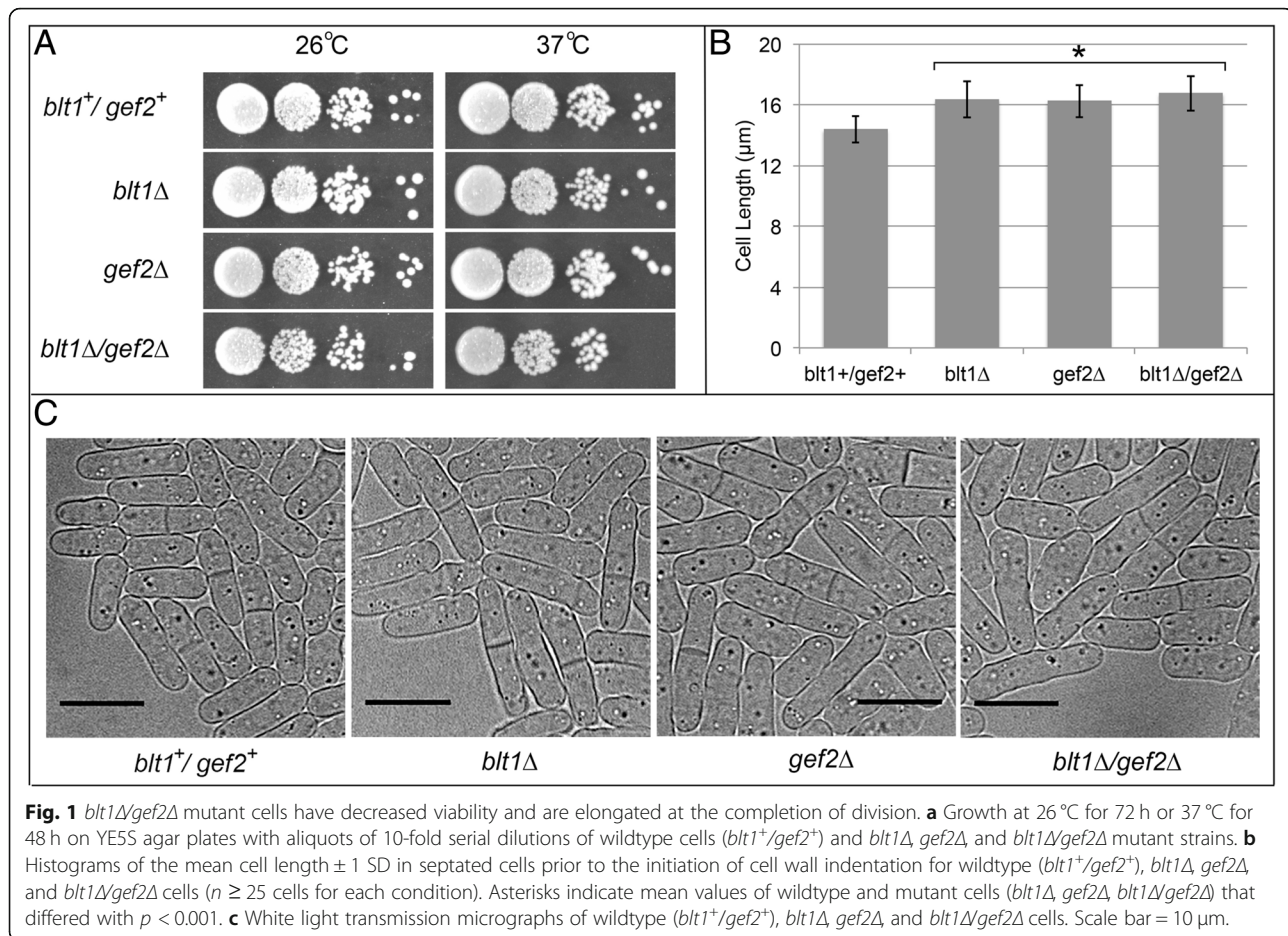 A
26°C
37°C
blt1⁺/ gef2⁺
blt1Δ
gef2Δ
blt1Δ/gef2Δ
B
20
16
12
8
4
0
Cell Length (µm)
*
blt1+/gef2+
blt1Δ
gef2Δ
blt1Δ/gef2Δ
C
blt1⁺/ gef2⁺
blt1Δ
gef2Δ
blt1Δ/gef2Δ
Fig. 1 blt1Δ/gef2Δ mutant cells have decreased viability and are elongated at the completion of division. a Growth at 26 °C for 72 h or 37 °C for
48 h on YE5S agar plates with aliquots of 10-fold serial dilutions of wildtype cells (blt1⁺/gef2⁺) and blt1Δ, gef2Δ, and blt1Δ/gef2Δ mutant strains. b
Histograms of the mean cell length ± 1 SD in septated cells prior to the initiation of cell wall indentation for wildtype (blt1⁺/gef2⁺), blt1Δ, gef2Δ,
and blt1Δ/gef2Δ cells (n ≥ 25 cells for each condition). Asterisks indicate mean values of wildtype and mutant cells (blt1Δ, gef2Δ, blt1Δ/gef2Δ) that
differed with p < 0.001. c White light transmission micrographs of wildtype (blt1⁺/gef2⁺), blt1Δ, gef2Δ, and blt1Δ/gef2Δ cells. Scale bar = 10 µm.